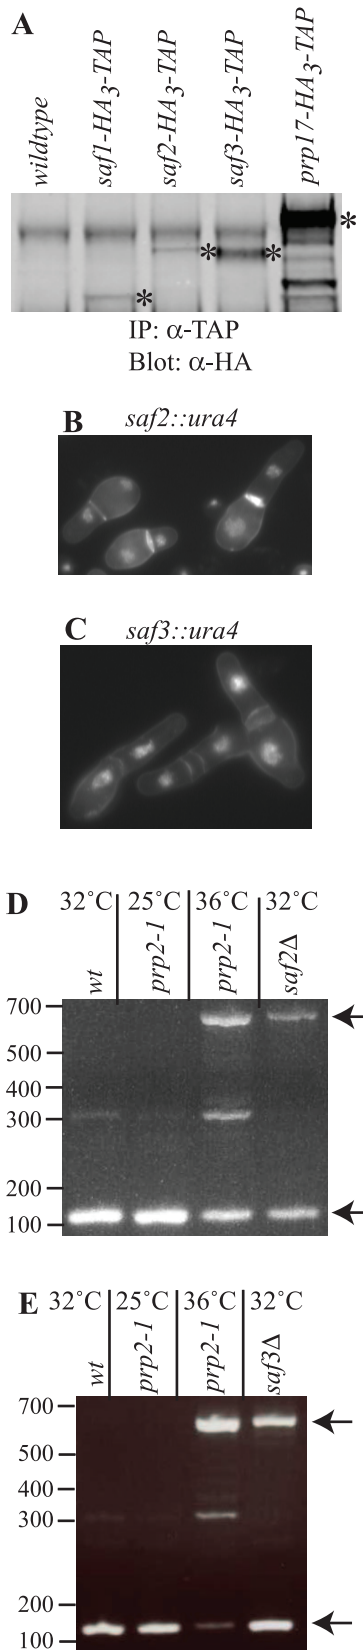 A
wildtype
saf1-HA3-TAP
saf2-HA3-TAP
saf3-HA3-TAP
prp17-HA3-TAP
*
* *
*
IP: α-TAP
Blot: α-HA
B saf2::ura4
C saf3::ura4
D 32°C 25°C 36°C 32°C
wt prp2-1 prp2-1 saf2Δ
700
500
400
300
200
100
E 32°C 25°C 36°C 32°C
wt prp2-1 prp2-1 saf3Δ
700
500
400
300
200
100